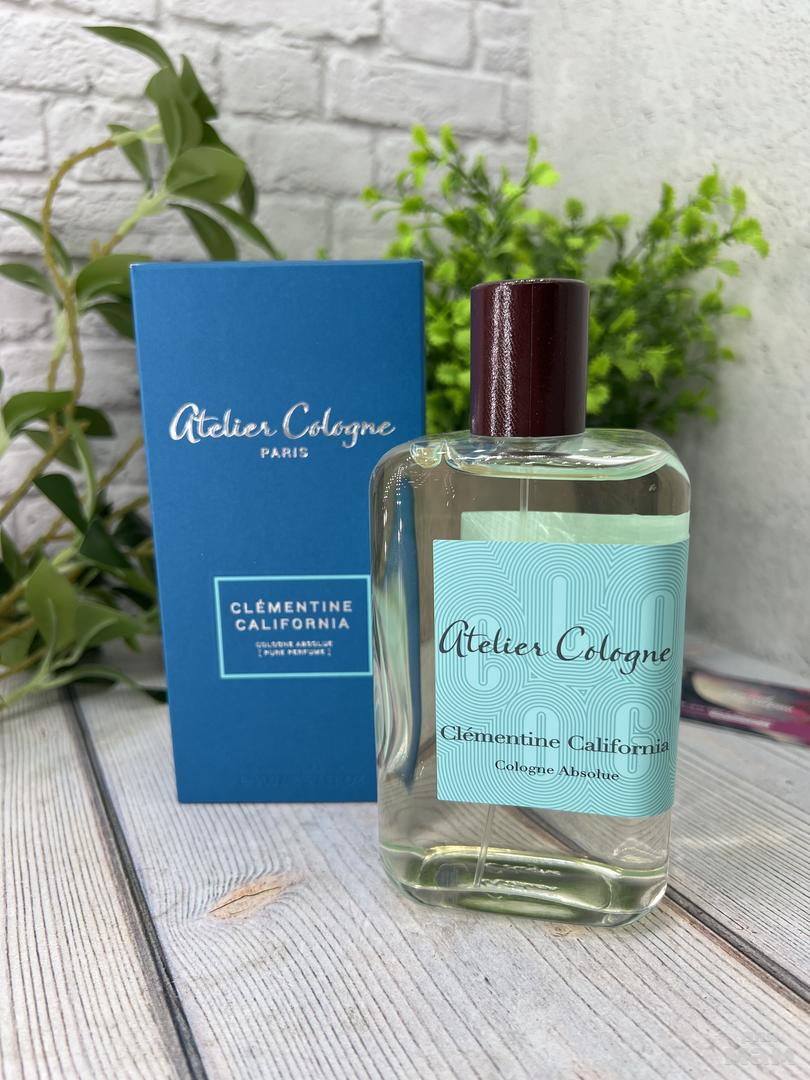 Atelier Cologne
PARIS
CLÉMENTINE
CALIFORNIA
COLOGNE ABSOLUE
[ PURE PERFUME ]
Atelier Cologne
Clémentine California
Cologne Absolue